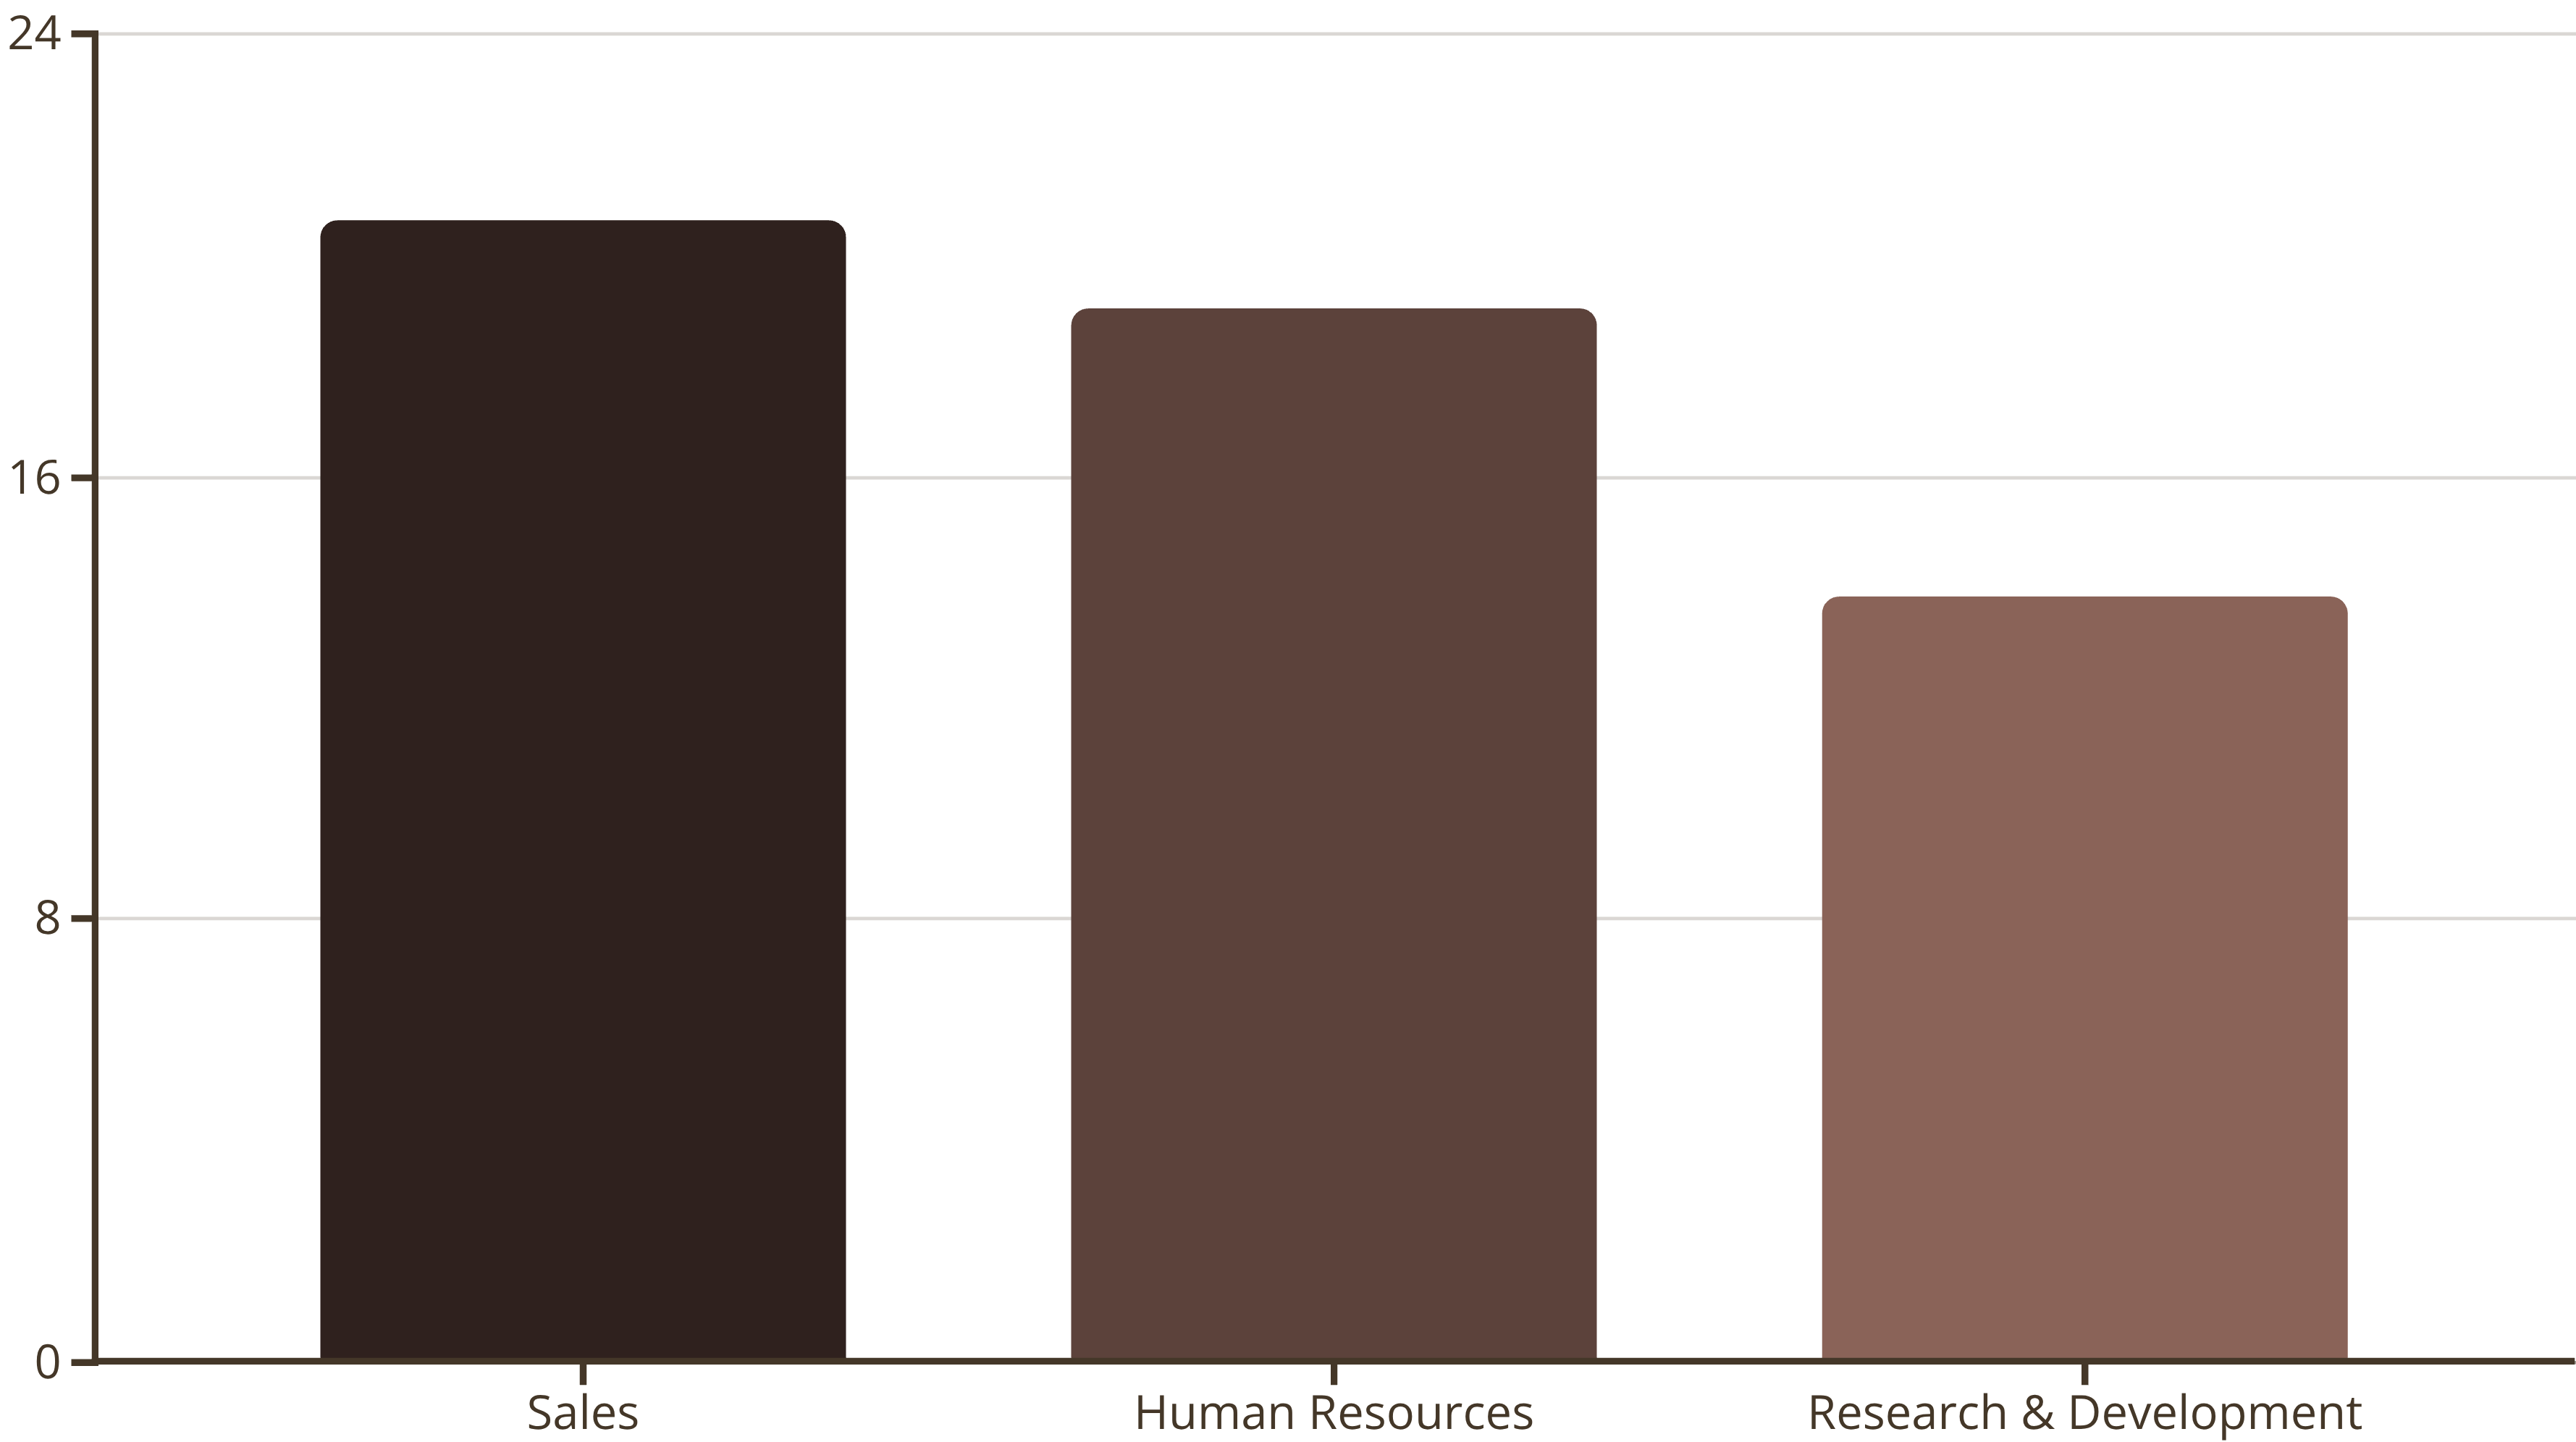 24
16
8
0
Sales
Human Resources
Research & Development